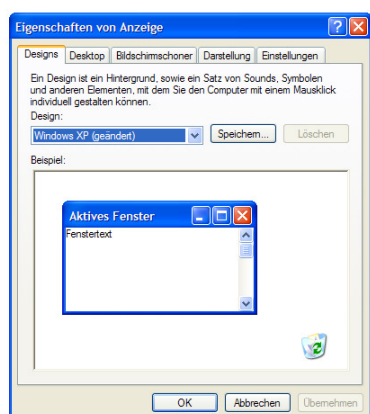 Eigenschaften von Anzeige
Designs Desktop Bildschirmschoner Darstellung Einstellungen
Ein Design ist ein Hintergrund, sowie ein Satz von Sounds, Symbolen
und anderen Elementen, mit dem Sie den Computer mit einem Mausklick
individuell gestalten können.
Design:
Windows XP (geändert) Speichern... Löschen
Beispiel:
Aktives Fenster
Fenstertext
OK Abbrechen Übernehmen